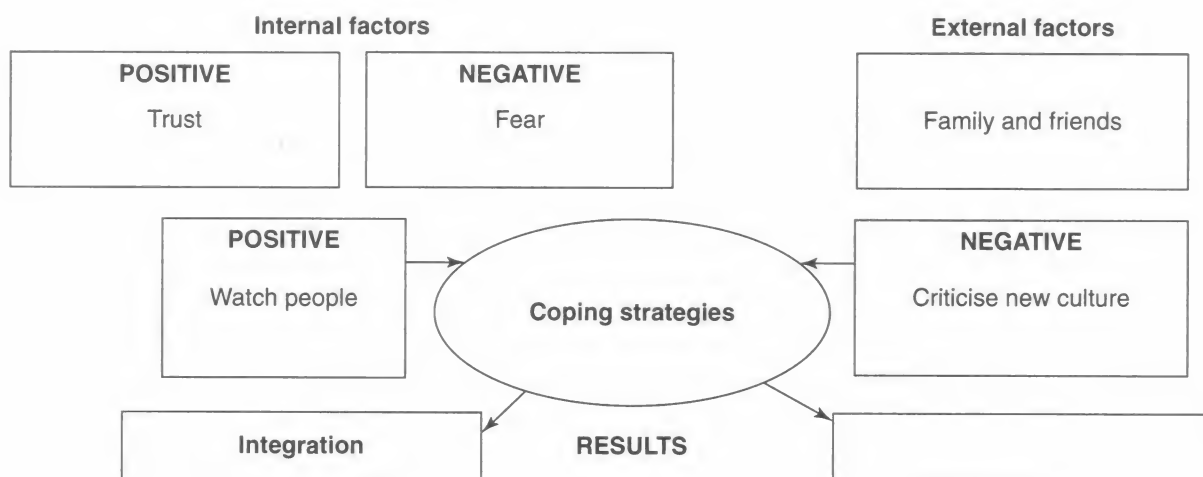 Internal factors
External factors
POSITIVE
Trust
NEGATIVE
Fear
Family and friends
POSITIVE
Watch people
Coping strategies
NEGATIVE
Criticise new culture
Integration
RESULTS